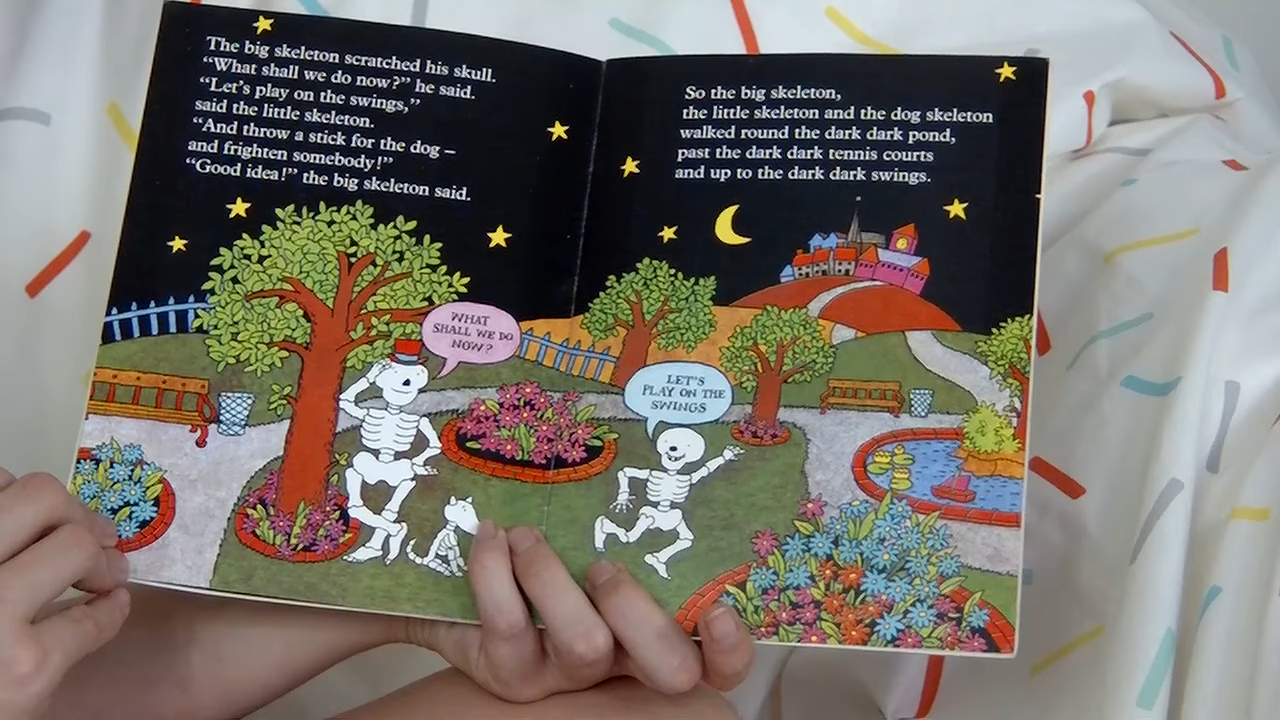 The big skeleton scratched his skull.
“What shall we do now?” he said.
“Let’s play on the swings,”
said the little skeleton.
“And throw a stick for the dog –
and frighten somebody!”
“Good idea!” the big skeleton said.
WHAT
SHALL WE DO
NOW?
So the big skeleton,
the little skeleton and the dog skeleton
walked round the dark dark pond,
past the dark dark tennis courts
and up to the dark dark swings.
LET’S
PLAY ON THE
SWINGS